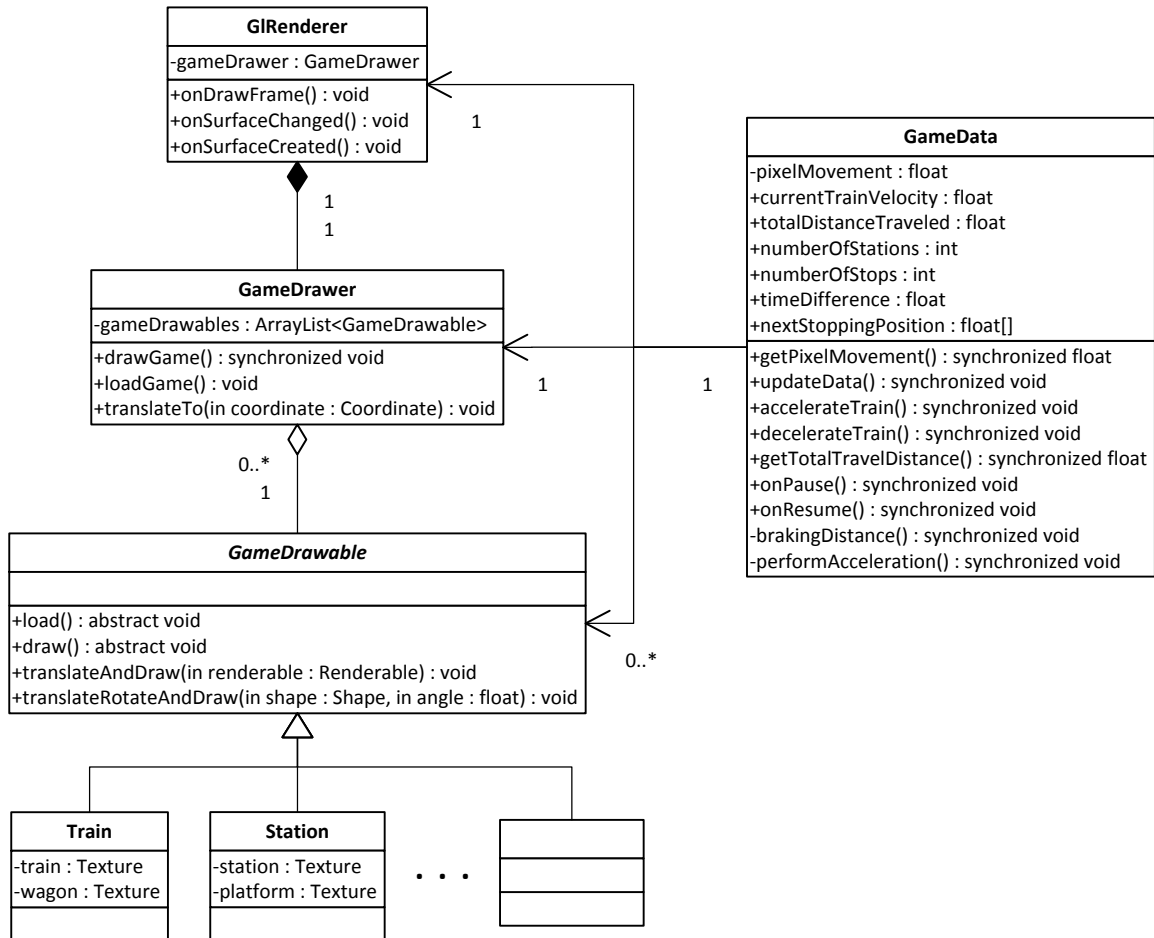 GlRenderer
-gameDrawer : GameDrawer
+onDrawFrame() : void
+onSurfaceChanged() : void
+onSurfaceCreated() : void
1
1
1
GameDrawer
-gameDrawables : ArrayList<GameDrawable>
+drawGame() : synchronized void
+loadGame() : void
+translateTo(in coordinate : Coordinate) : void
1
1
0..*
1
GameData
-pixelMovement : float
+currentTrainVelocity : float
+totalDistanceTraveled : float
+numberOfStations : int
+numberOfStops : int
+timeDifference : float
+nextStoppingPosition : float[]
+getPixelMovement() : synchronized float
+updateData() : synchronized void
+accelerateTrain() : synchronized void
+decelerateTrain() : synchronized void
+getTotalTravelDistance() : synchronized float
+onPause() : synchronized void
+onResume() : synchronized void
-brakingDistance() : synchronized void
-performAcceleration() : synchronized void
GameDrawable
+load() : abstract void
+draw() : abstract void
+translateAndDraw(in renderable : Renderable) : void
+translateRotateAndDraw(in shape : Shape, in angle : float) : void
0..*
Train
-train : Texture
-wagon : Texture
Station
-station : Texture
-platform : Texture
. . .